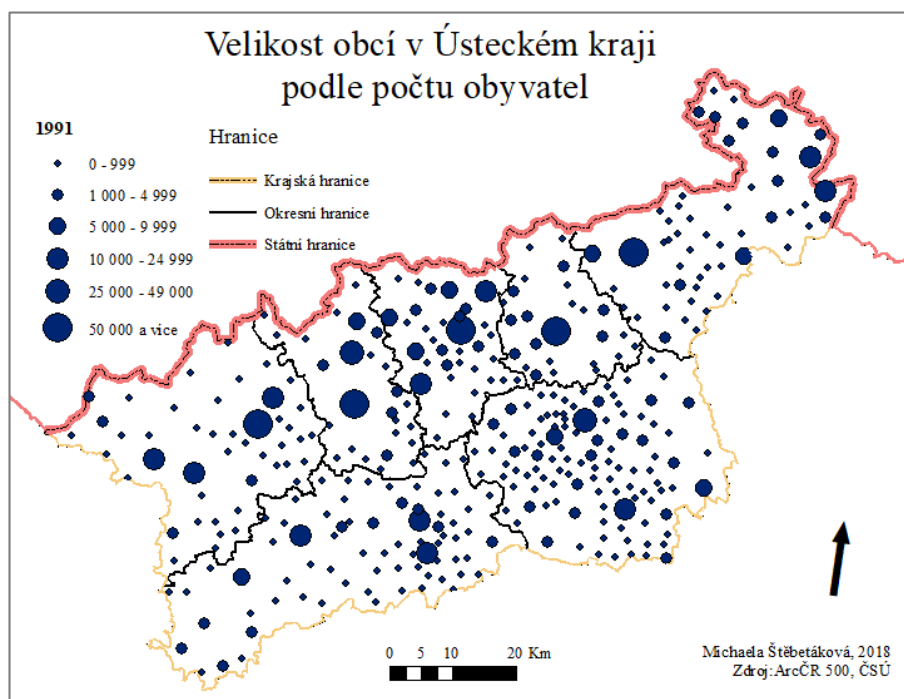 Velikost obcí v Ústeckém kraji
podle počtu obyvatel
1991
0 - 999
1 000 - 4 999
5 000 - 9 999
10 000 - 24 999
25 000 - 49 000
50 000 a více
Hranice
Krajská hranice
Okresní hranice
Státní hranice
0 5 10 20 Km
Michaela Štěbetáková, 2018
Zdroj: ArcČR 500, ČSÚ